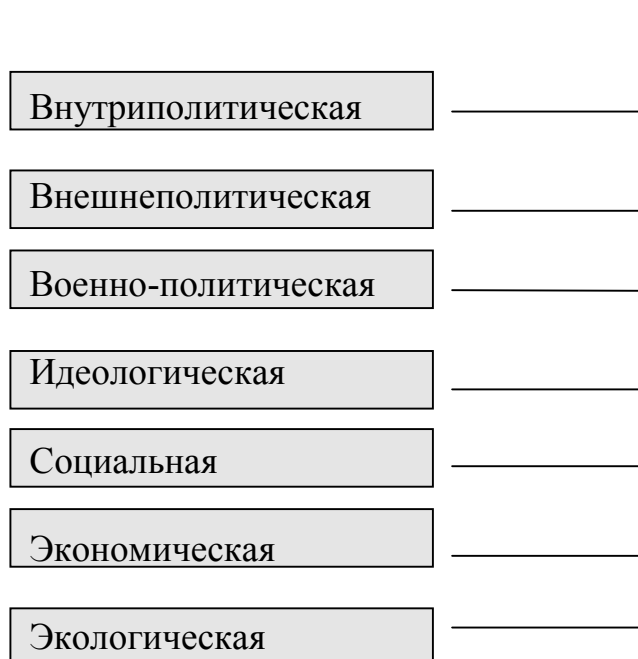 Внутриполитическая
Внешнеполитическая
Военно-политическая
Идеологическая
Социальная
Экономическая
Экологическая